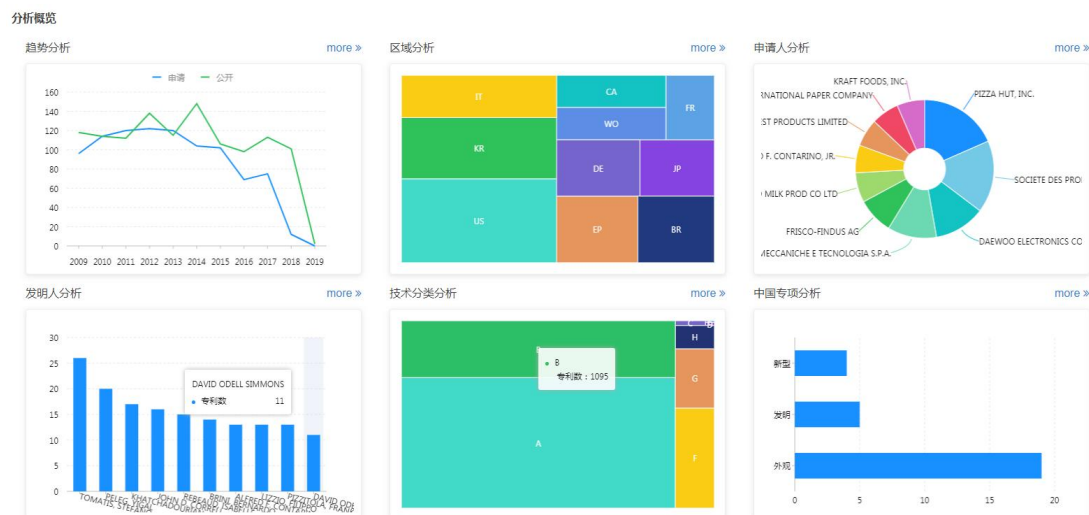 分析概览
趋势分析 more »
申请 公开
160
140
120
100
80
60
40
20
0
2009 2010 2011 2012 2013 2014 2015 2016 2017 2018 2019
区域分析 more »
IT
KR
US
CA
WO
FR
DE
JP
EP
BR
申请人分析 more »
KRAFT FOODS, INC.
RNATIONAL PAPER COMPANY
ST PRODUCTS LIMITED
F. CONTARINO, JR.
MILK PROD CO LTD
FRISCO-FINDUS AG
MECCANICHE E TECNOLOGIA S.P.A.
PIZZA HUT, INC.
SOCIETE DES PRO
DAEWOO ELECTRONICS CO
发明人分析 more »
30
25
20
15
10
5
0
DAVID ODELL SIMMONS
专利数 11
TOMATIS, STEFANIA
技术分类分析 more »
B
专利数：1095
A
C
H
G
F
中国专项分析 more »
新型
发明
外观
0 5 10 15 20